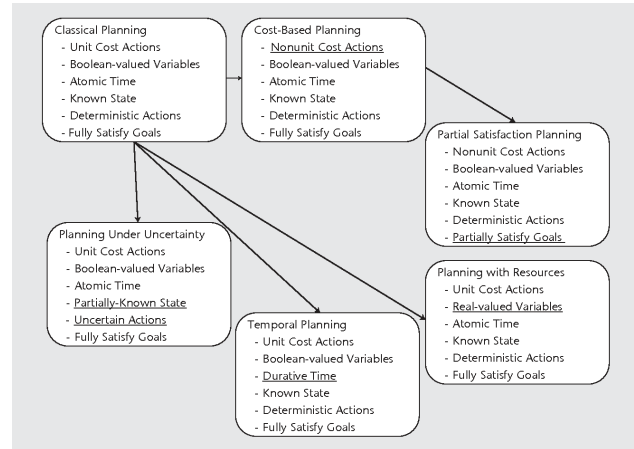 Classical Planning
- Unit Cost Actions
- Boolean-valued Variables
- Atomic Time
- Known State
- Deterministic Actions
- Fully Satisfy Goals
Cost-Based Planning
- Nonunit Cost Actions
- Boolean-valued Variables
- Atomic Time
- Known State
- Deterministic Actions
- Fully Satisfy Goals
Partial Satisfaction Planning
- Nonunit Cost Actions
- Boolean-valued Variables
- Atomic Time
- Known State
- Deterministic Actions
- Partially Satisfy Goals
Planning Under Uncertainty
- Unit Cost Actions
- Boolean-valued Variables
- Atomic Time
- Partially-Known State
- Uncertain Actions
- Fully Satisfy Goals
Temporal Planning
- Unit Cost Actions
- Boolean-valued Variables
- Durative Time
- Known State
- Deterministic Actions
- Fully Satisfy Goals
Planning with Resources
- Unit Cost Actions
- Real-valued Variables
- Atomic Time
- Known State
- Deterministic Actions
- Fully Satisfy Goals